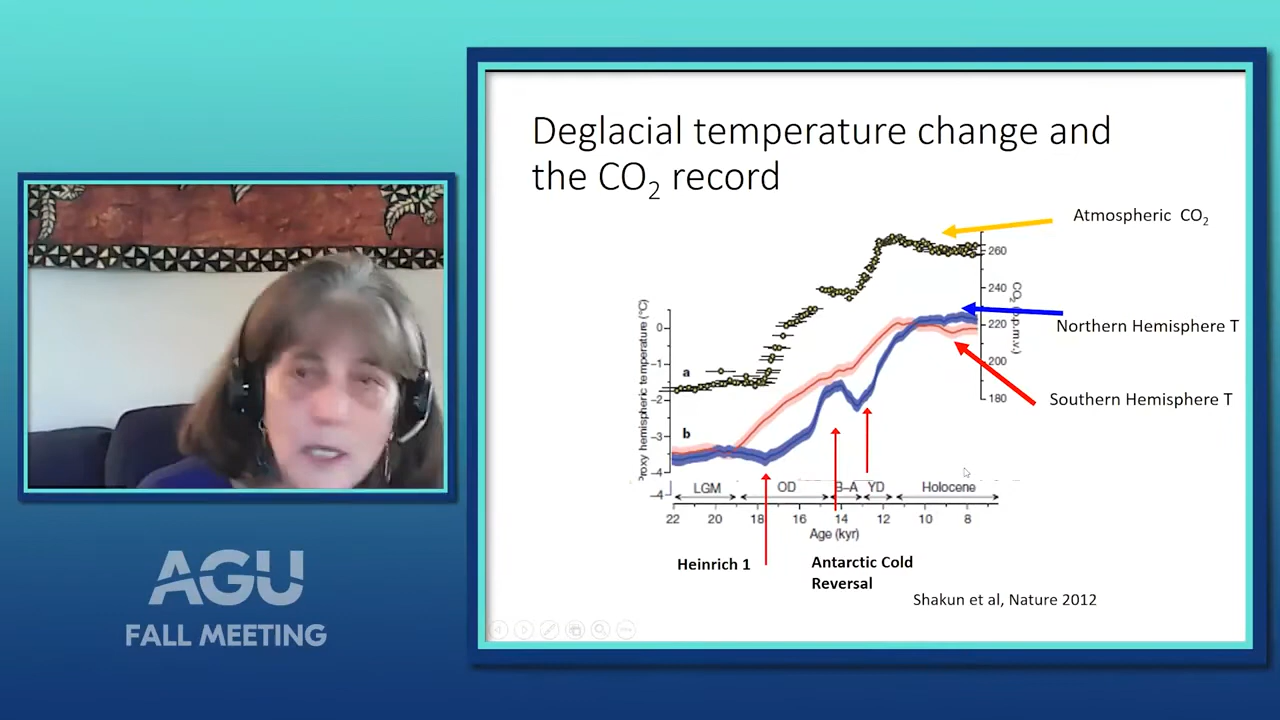 Deglacial temperature change and
the CO₂ record
Atmospheric CO₂
260
240
220
200
180
CO₂ (p.p.m.v.)
Northern Hemisphere T
Southern Hemisphere T
Proxy hemispheric temperature (°C)
0
–1
–2
–3
–4
–4
a
b
LGM
OD
B–A
YD
Holocene
22
20
18
16
14
12
10
8
Age (kyr)
Heinrich 1
Antarctic Cold
Reversal
Shakun et al, Nature 2012
AGU
FALL MEETING